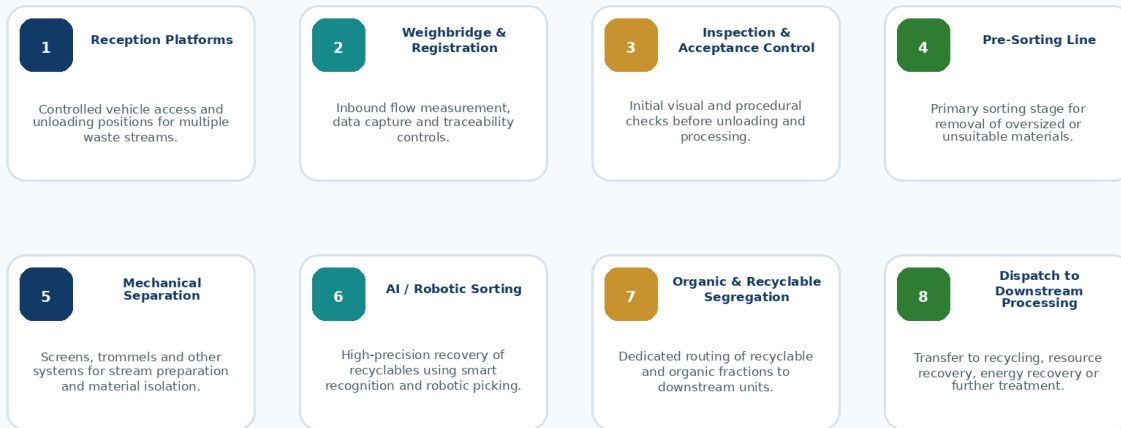 1
Reception Platforms
Controlled vehicle access and
unloading positions for multiple
waste streams.
2
Weighbridge &
Registration
Inbound flow measurement,
data capture and traceability
controls.
3
Inspection &
Acceptance Control
Initial visual and procedural
checks before unloading and
processing.
4
Pre-Sorting Line
Primary sorting stage for
removal of oversized or
unsuitable materials.
5
Mechanical
Separation
Screens, trommels and other
systems for stream preparation
and material isolation.
6
AI / Robotic Sorting
High-precision recovery of
recyclables using smart
recognition and robotic picking.
7
Organic & Recyclable
Segregation
Dedicated routing of recyclable
and organic fractions to
downstream units.
8
Dispatch to
Downstream
Processing
Transfer to recycling, resource
recovery, energy recovery or
further treatment.